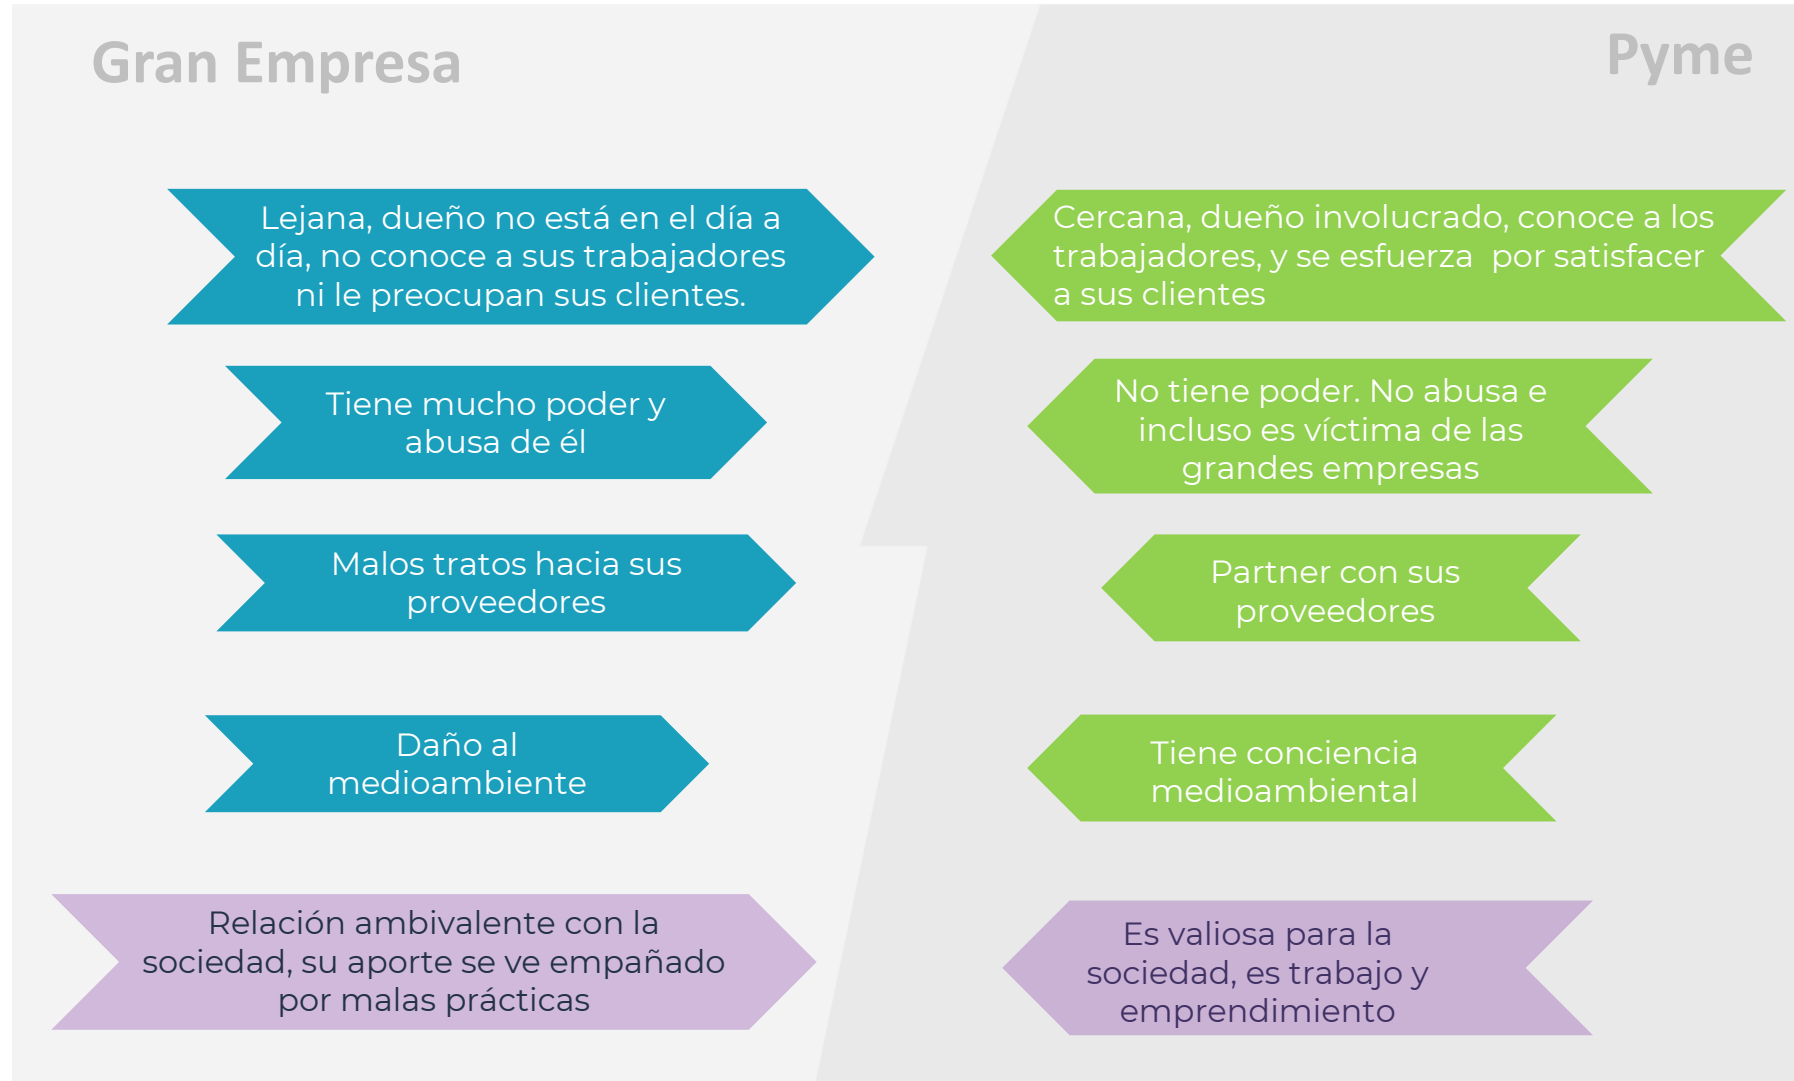 Gran Empresa
Pyme
Lejana, dueño no está en el día a
día, no conoce a sus trabajadores
ni le preocupan sus clientes.
Cercana, dueño involucrado, conoce a los
trabajadores, y se esfuerza  por satisfacer
a sus clientes
Tiene mucho poder y
abusa de él
No tiene poder. No abusa e
incluso es víctima de las
grandes empresas
Malos tratos hacia sus
proveedores
Partner con sus
proveedores
Daño al
medioambiente
Tiene conciencia
medioambiental
Relación ambivalente con la
sociedad, su aporte se ve empañado
por malas prácticas
Es valiosa para la
sociedad, es trabajo y
emprendimiento